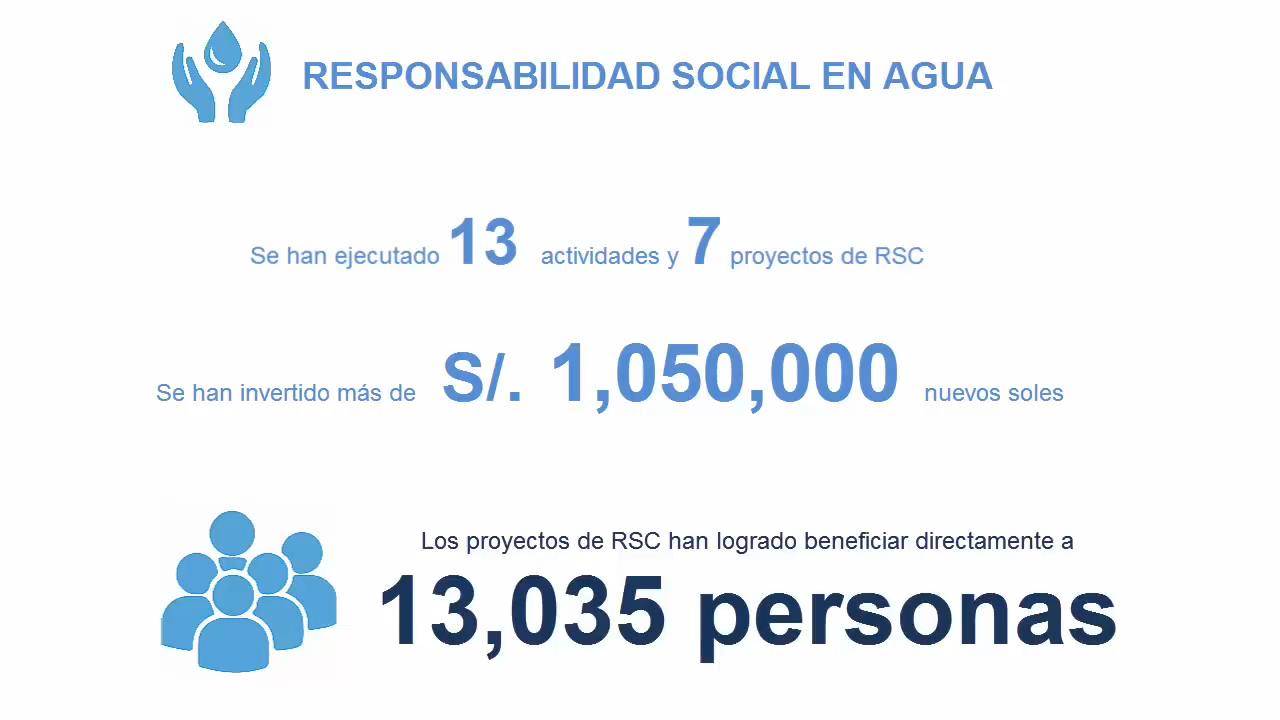 RESPONSABILIDAD SOCIAL EN AGUA
Se han ejecutado 13 actividades y 7 proyectos de RSC
Se han invertido más de S/. 1,050,000 nuevos soles
Los proyectos de RSC han logrado beneficiar directamente a
13,035 personas